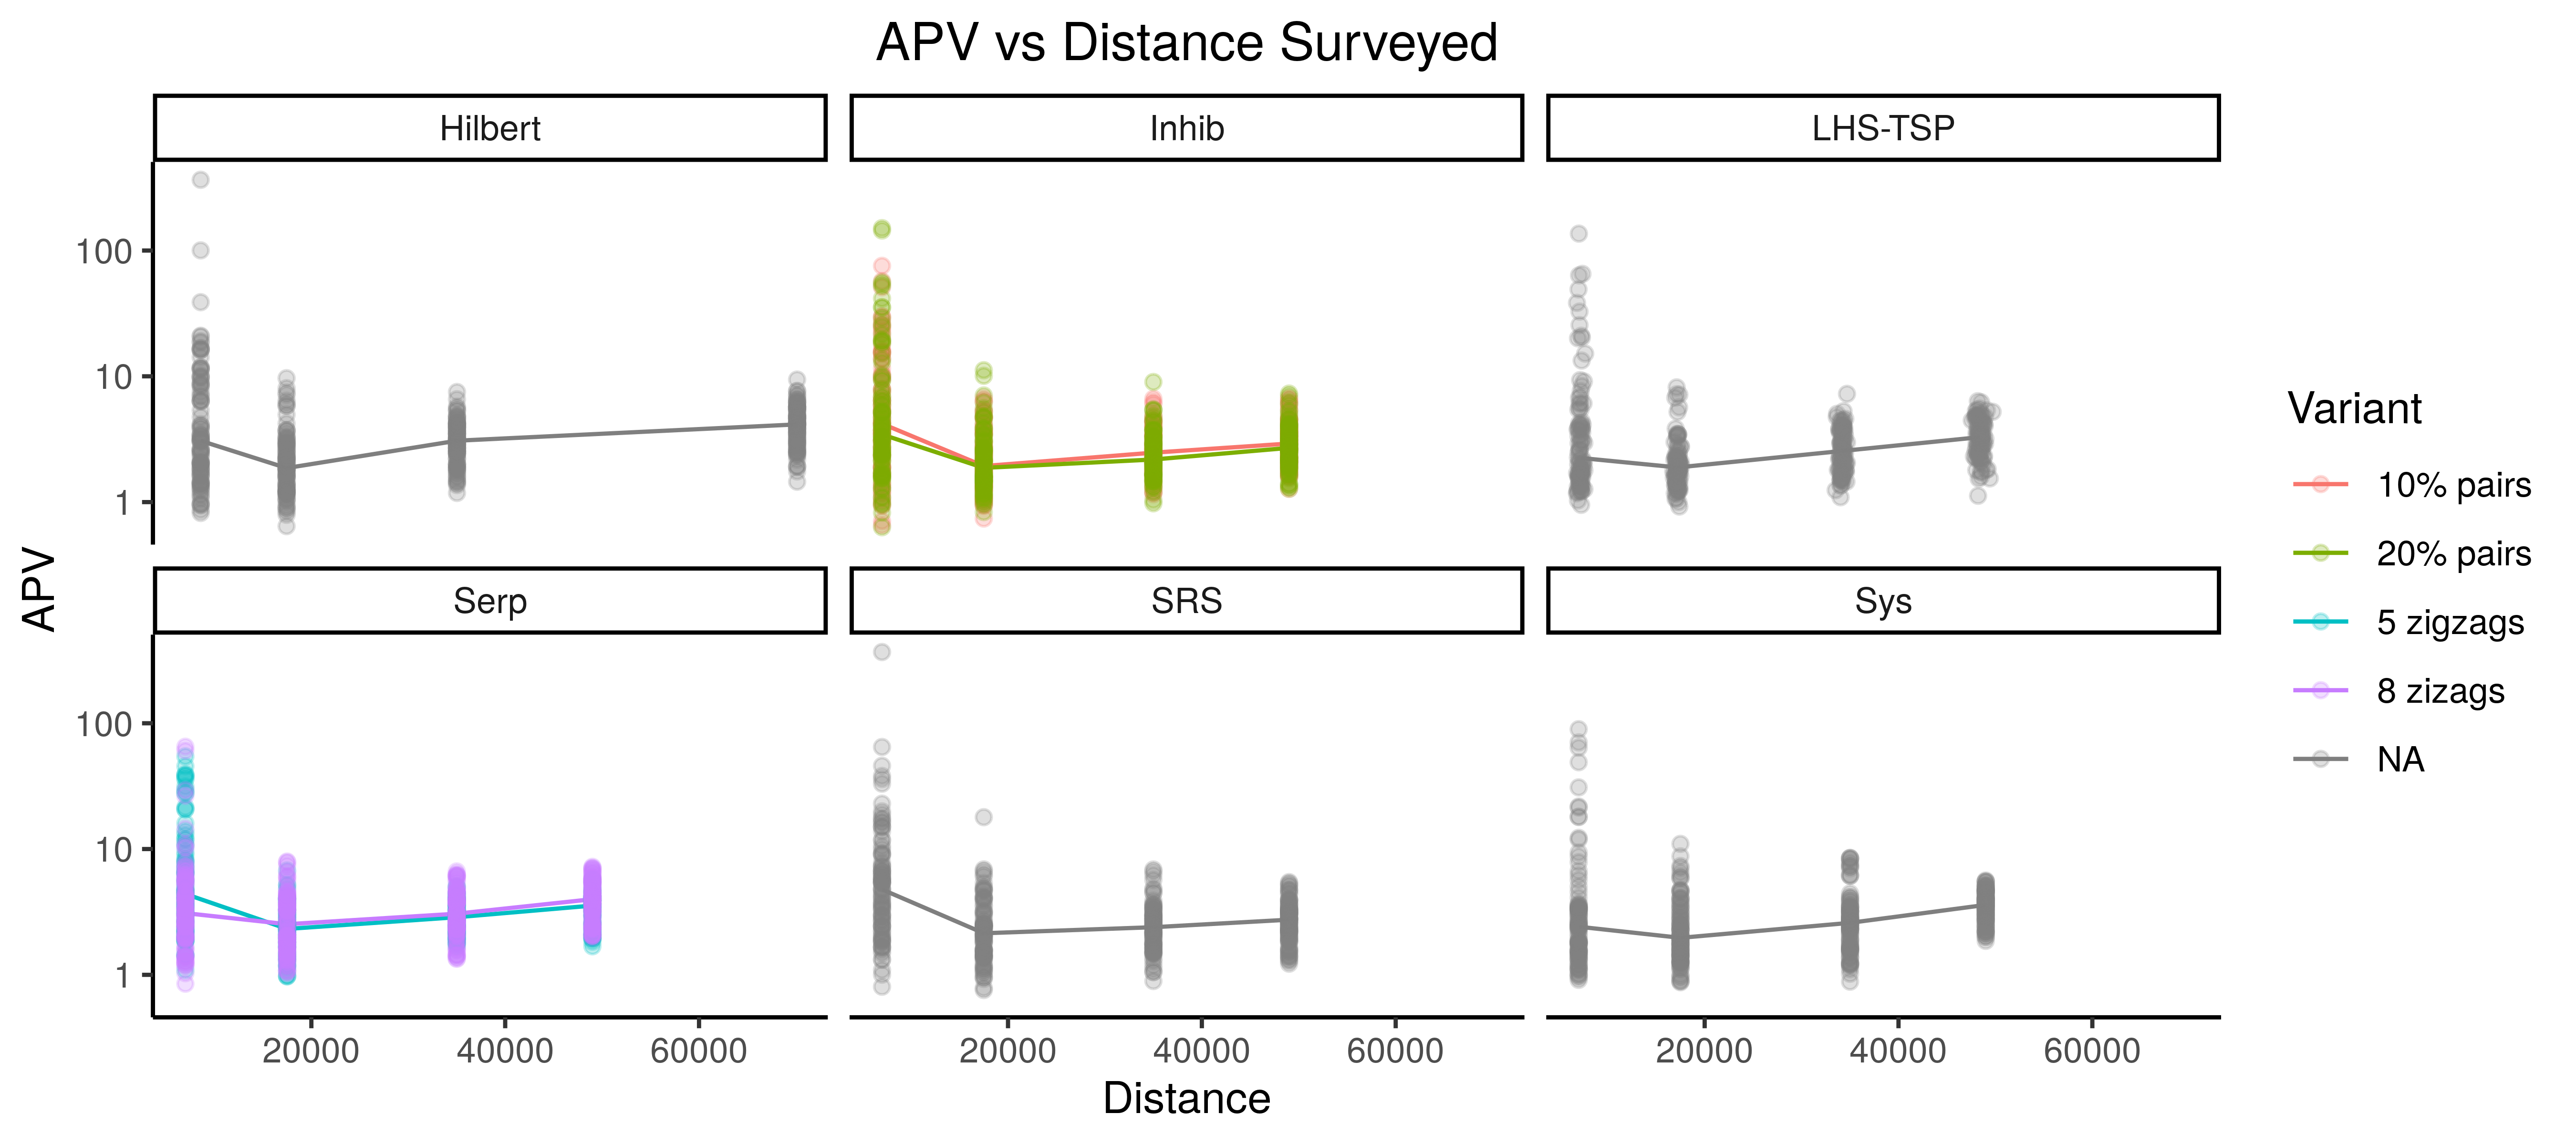 APV vs Distance Surveyed
Hilbert
Inhib
LHS-TSP
100
10
1
APV
Serp
SRS
Sys
100
10
1
20000 40000 60000
20000 40000 60000
20000 40000 60000
Distance
Variant
10% pairs
20% pairs
5 zigzags
8 zizags
NA